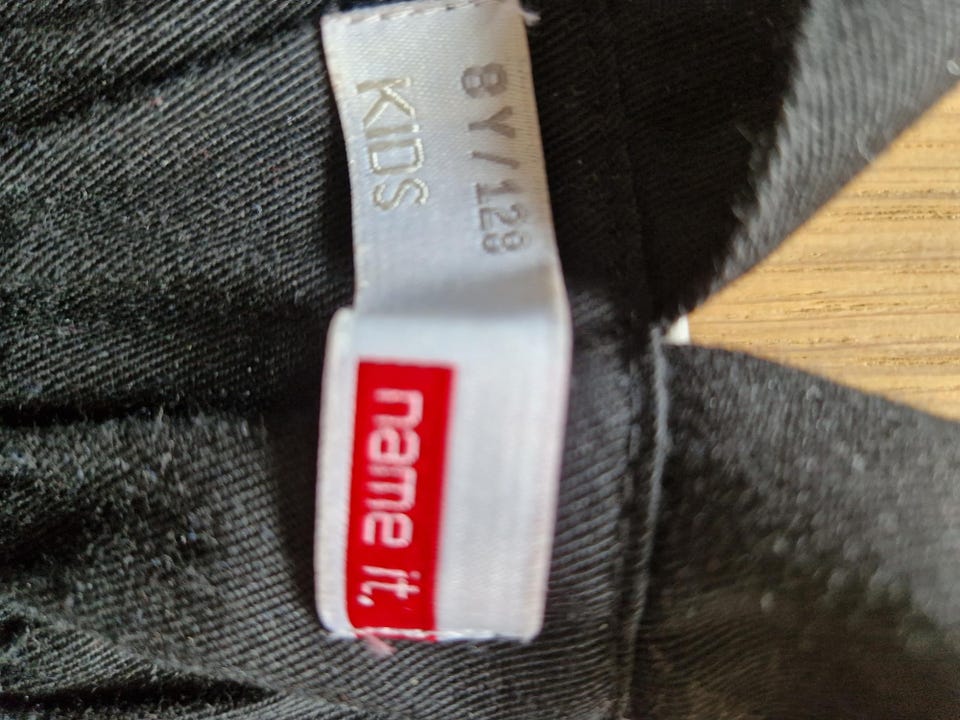 8Y/128
KIDS
name it.